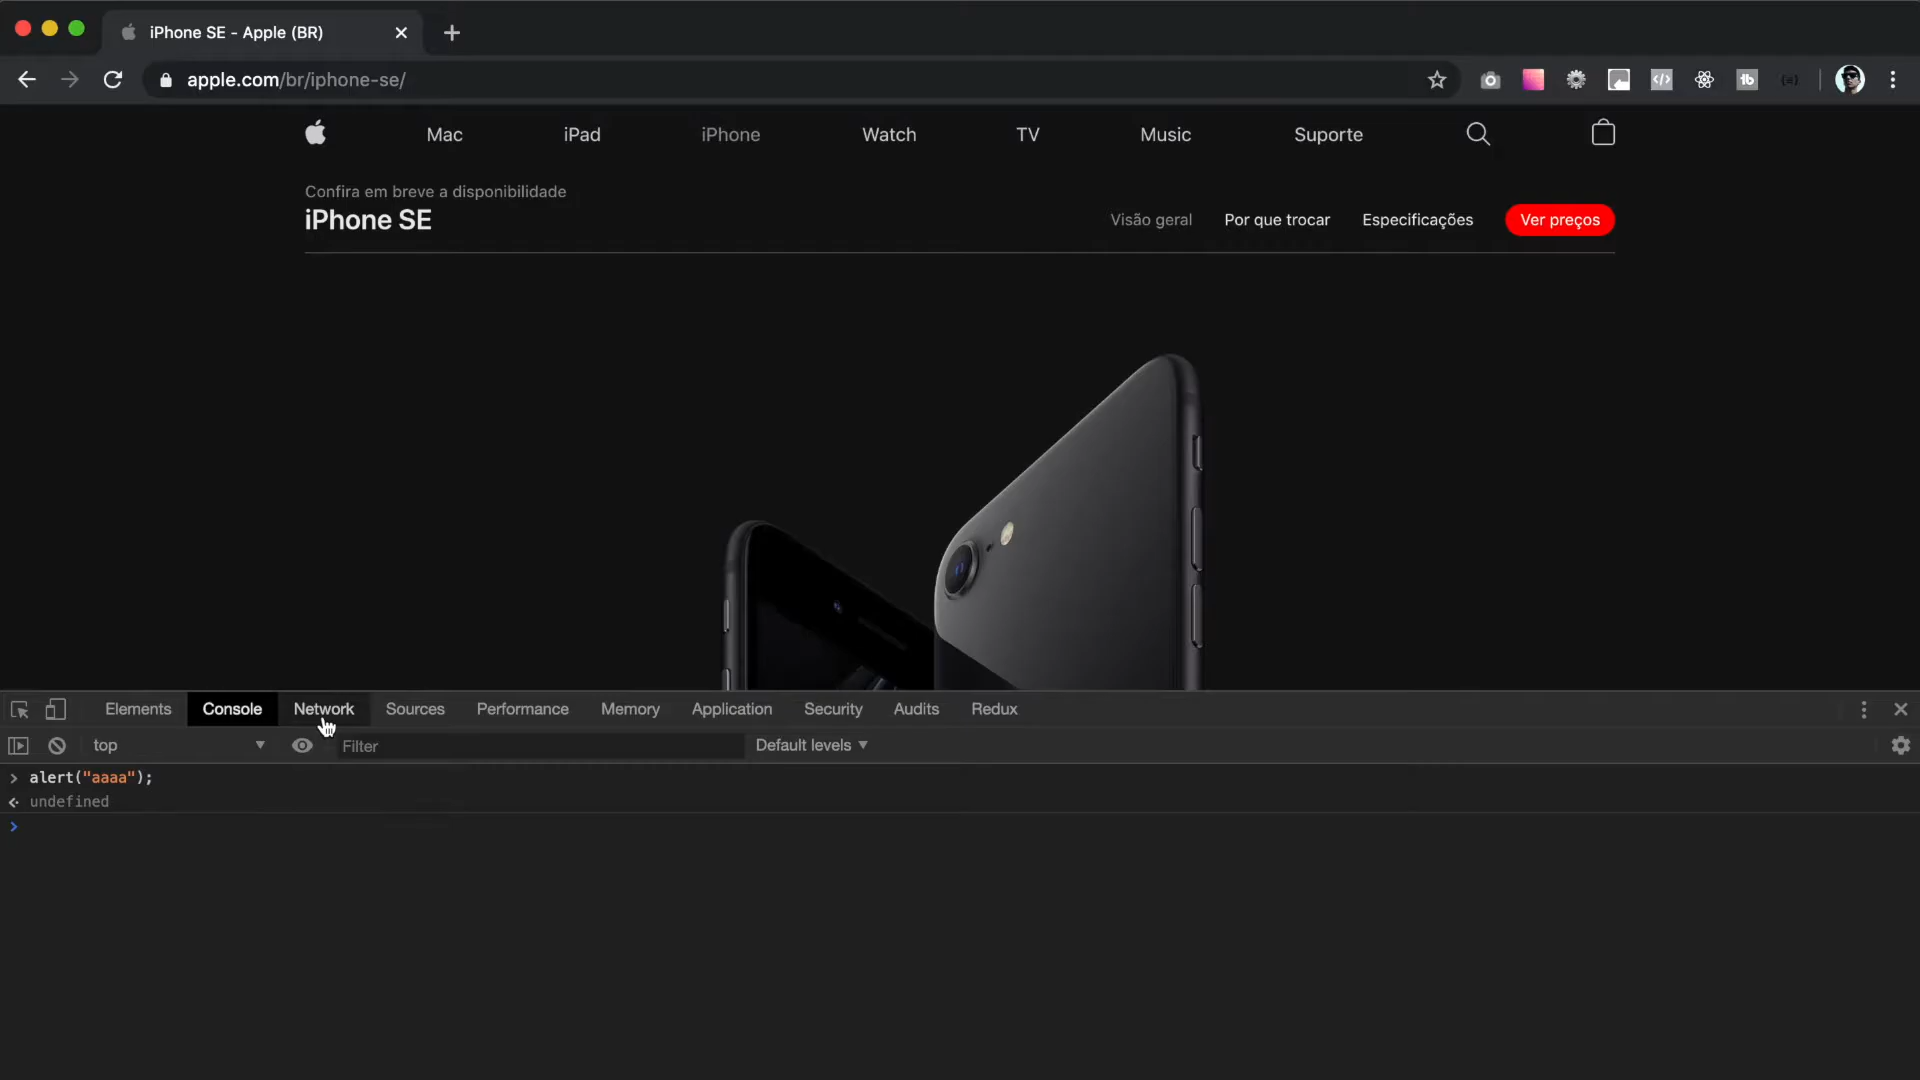 iPhone SE - Apple (BR)
apple.com/br/iphone-se/
Mac iPad iPhone Watch TV Music Suporte
Confira em breve a disponibilidade
iPhone SE Visão geral Por que trocar Especificações Ver preços
Elements Console Network Sources Performance Memory Application Security Audits Redux
top Filter Default levels
alert("aaaa");
undefined